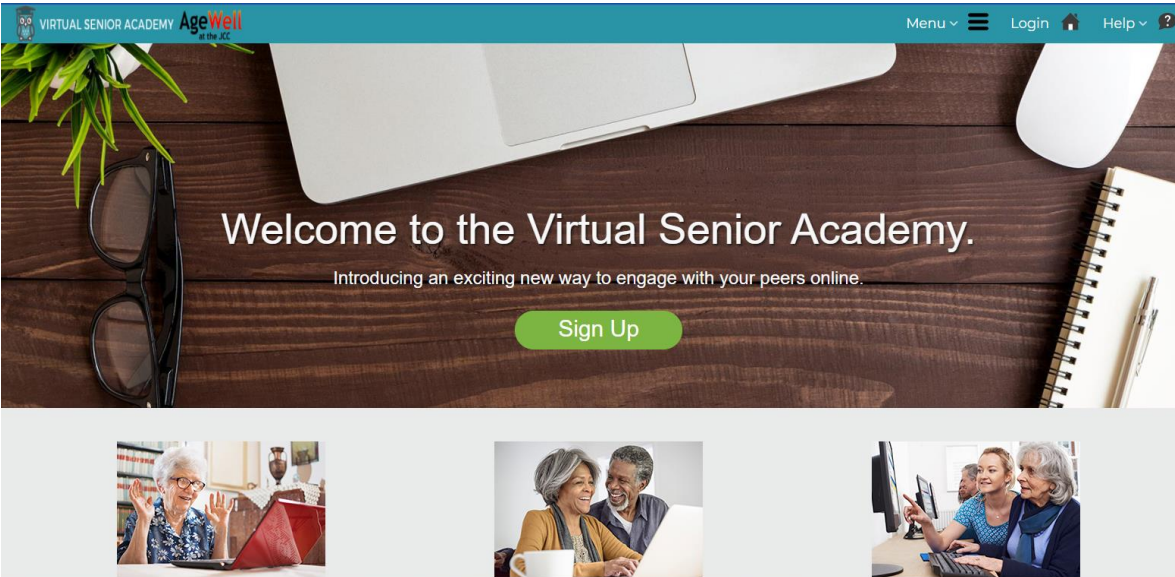 VIRTUAL SENIOR ACADEMY AgeWell
at the JCC
Menu Login Help ?
Welcome to the Virtual Senior Academy.
Introducing an exciting new way to engage with your peers online.
Sign Up